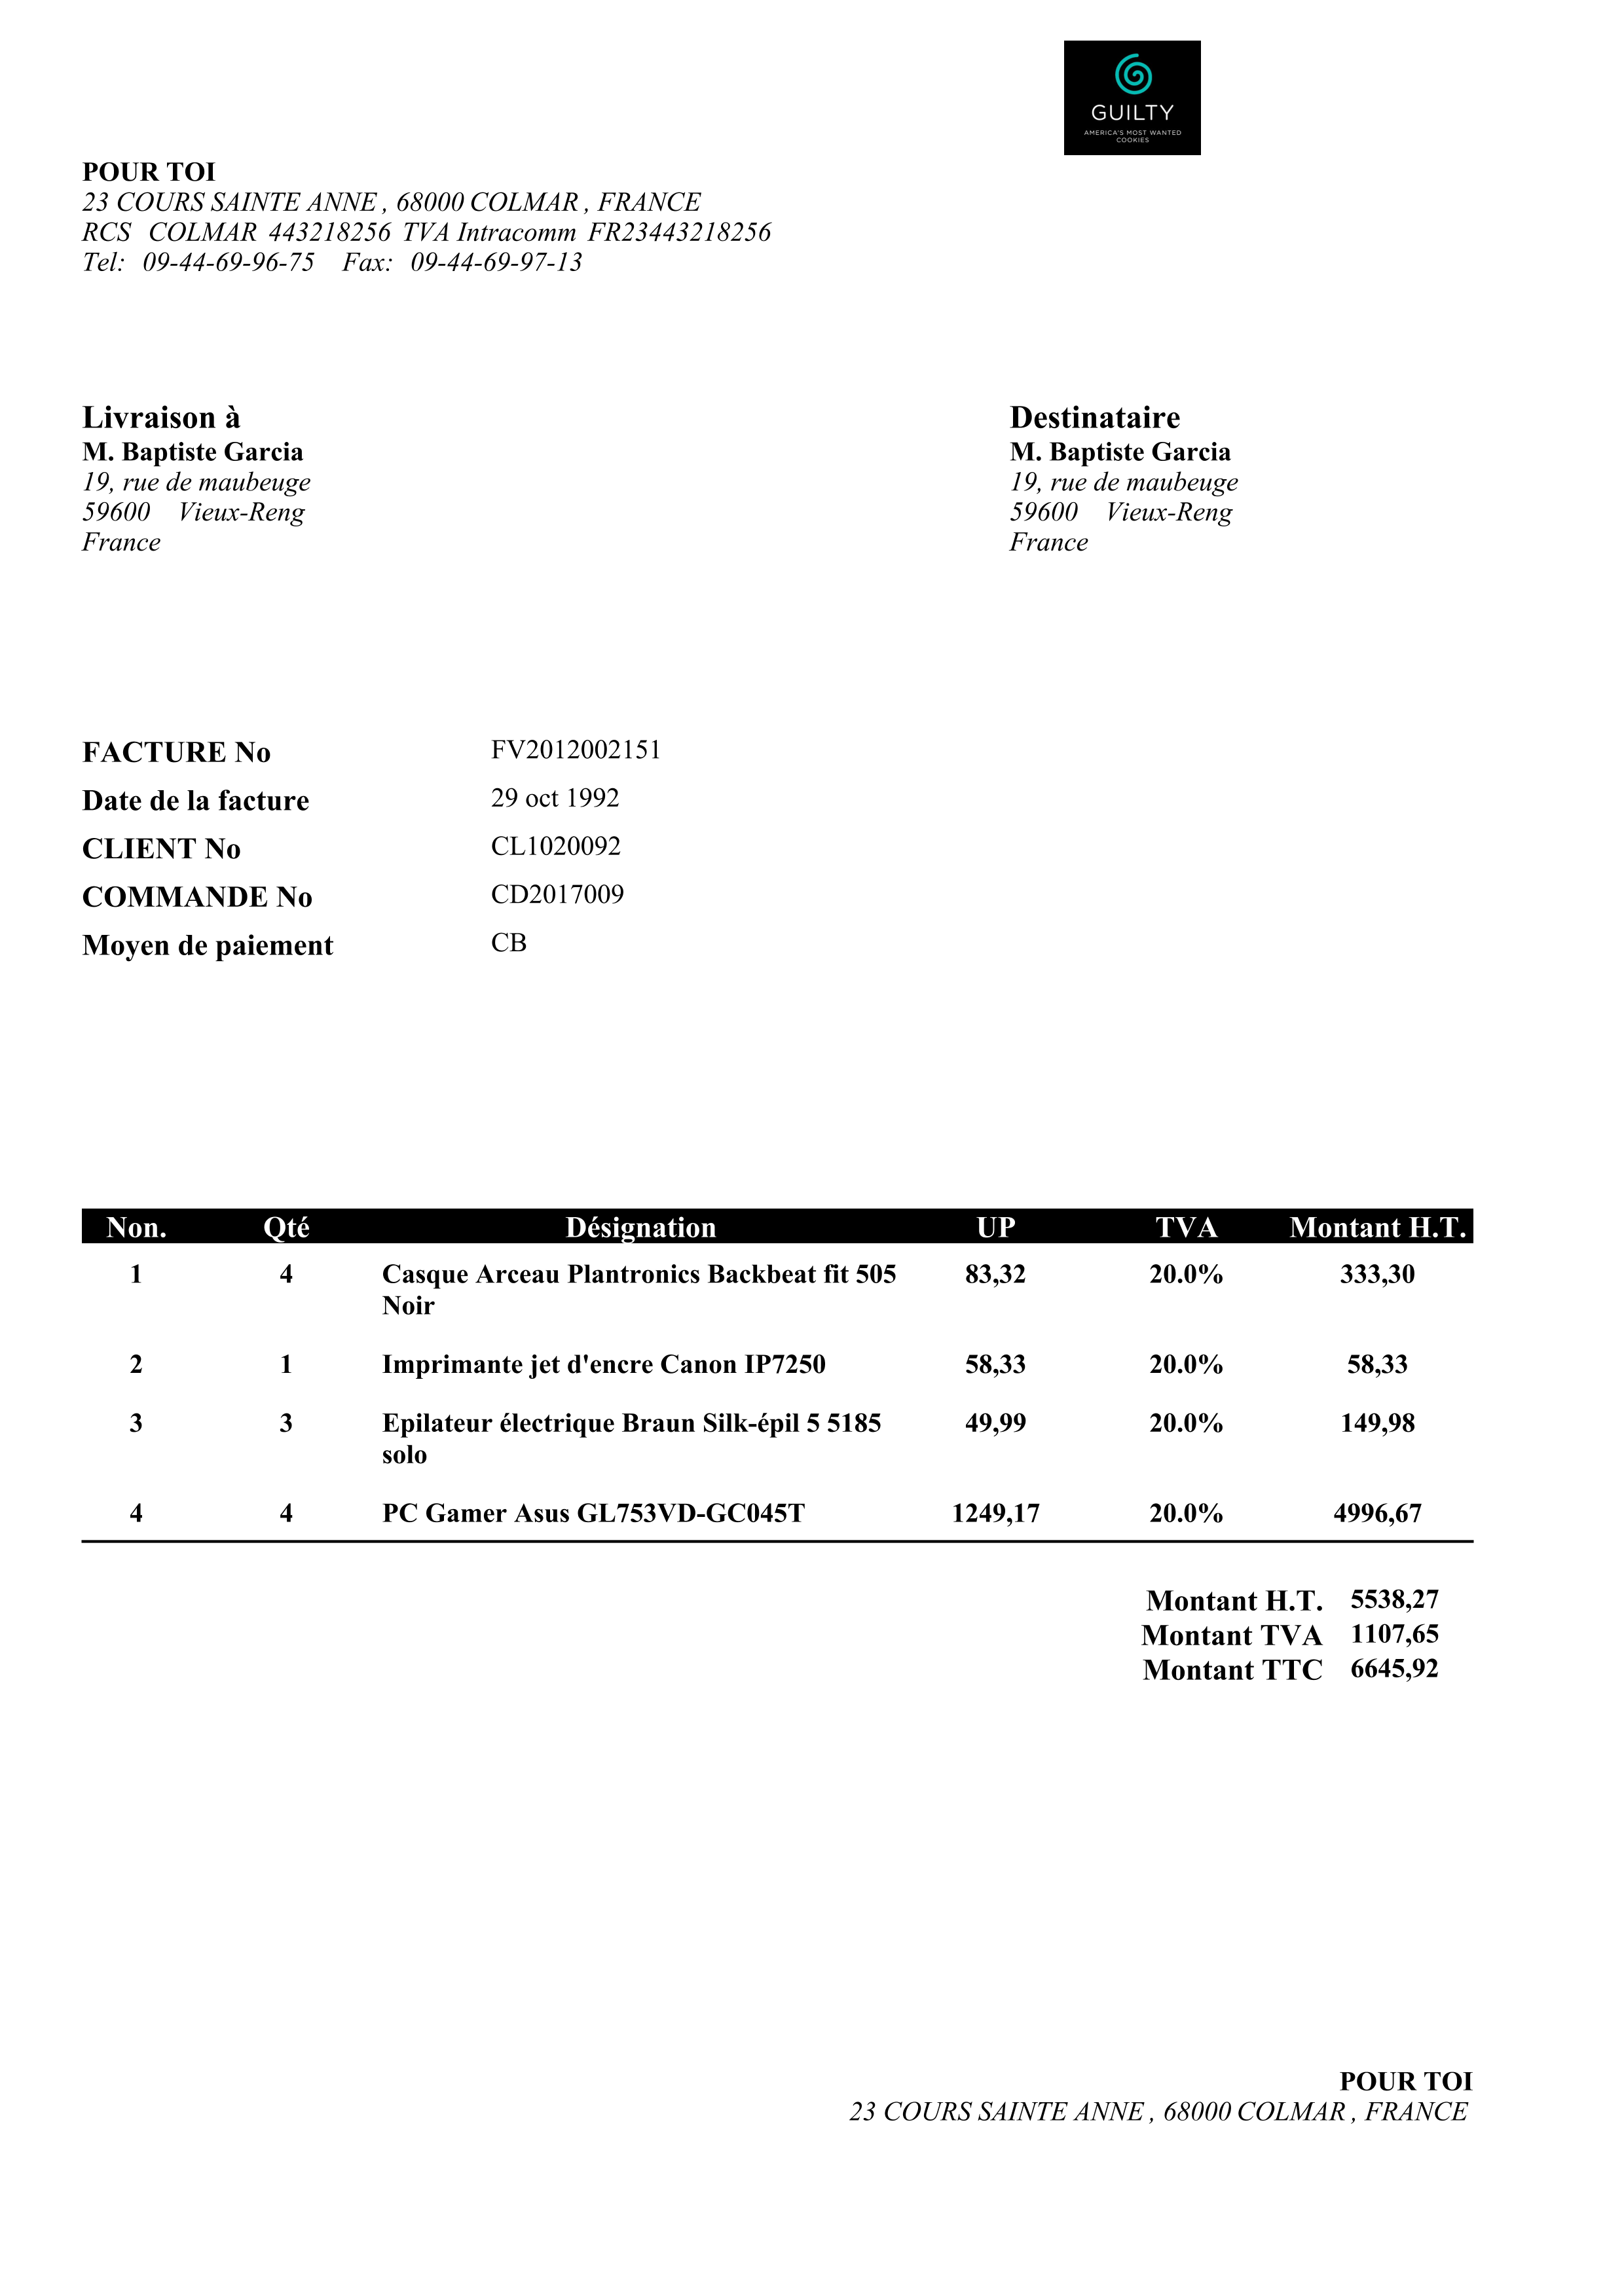 GUILTY
AMERICA'S MOST WANTED
COOKIES
POUR TOI
23 COURS SAINTE ANNE , 68000 COLMAR , FRANCE
RCS COLMAR 443218256 TVA Intracomm FR23443218256
Tel: 09-44-69-96-75 Fax: 09-44-69-97-13
Livraison à
M. Baptiste Garcia
19, rue de maubeuge
59600 Vieux-Reng
France
Destinataire
M. Baptiste Garcia
19, rue de maubeuge
59600 Vieux-Reng
France
FACTURE No FV2012002151
Date de la facture 29 oct 1992
CLIENT No CL1020092
COMMANDE No CD2017009
Moyen de paiement CB
Non. Qté Désignation UP TVA Montant H.T.
1 4 Casque Arceau Plantronics Backbeat fit 505 83,32 20.0% 333,30
Noir
2 1 Imprimante jet d'encre Canon IP7250 58,33 20.0% 58,33
3 3 Epilateur électrique Braun Silk-épil 5 5185 49,99 20.0% 149,98
solo
4 4 PC Gamer Asus GL753VD-GC045T 1249,17 20.0% 4996,67
Montant H.T. 5538,27
Montant TVA 1107,65
Montant TTC 6645,92
POUR TOI
23 COURS SAINTE ANNE , 68000 COLMAR , FRANCE